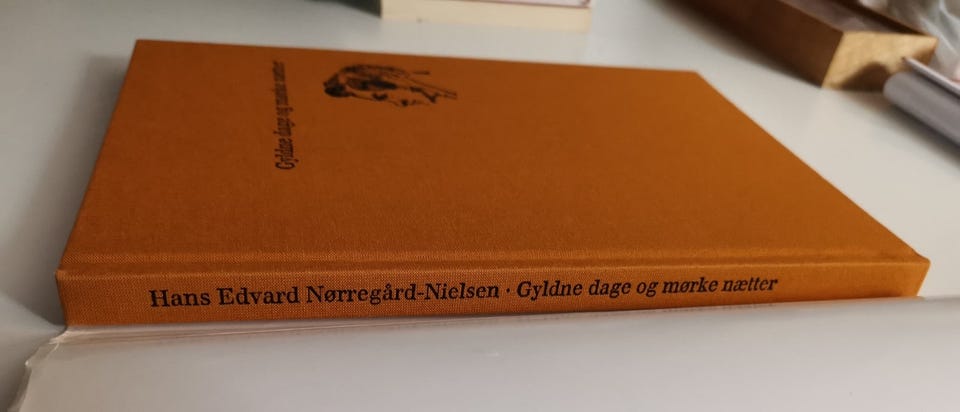 Gyldne dage og mørke nætter
Hans Edvard Nørregård-Nielsen · Gyldne dage og mørke nætter